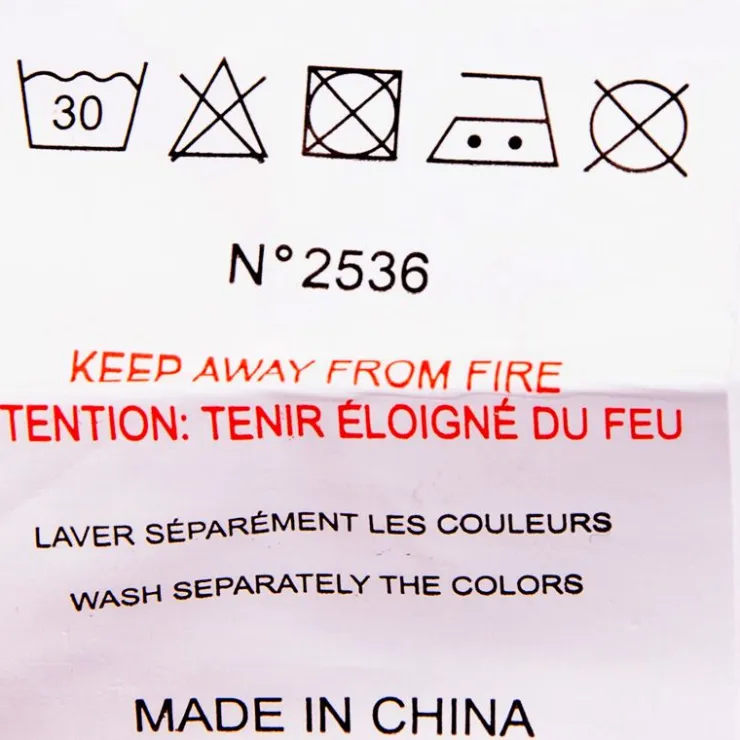 30
N°2536
KEEP AWAY FROM FIRE
TENTION: TENIR ÉLOIGNÉ DU FEU
LAVER SÉPARÉMENT LES COULEURS
WASH SEPARATELY THE COLORS
MADE IN CHINA